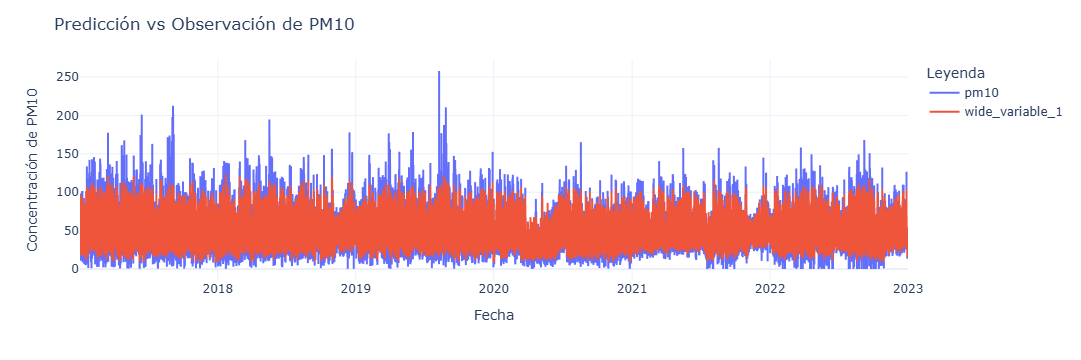 Predicción vs Observación de PM10
Concentración de PM10
250
200
150
100
50
0
2018
2019
2020
2021
2022
2023
Fecha
Leyenda
pm10
wide_variable_1